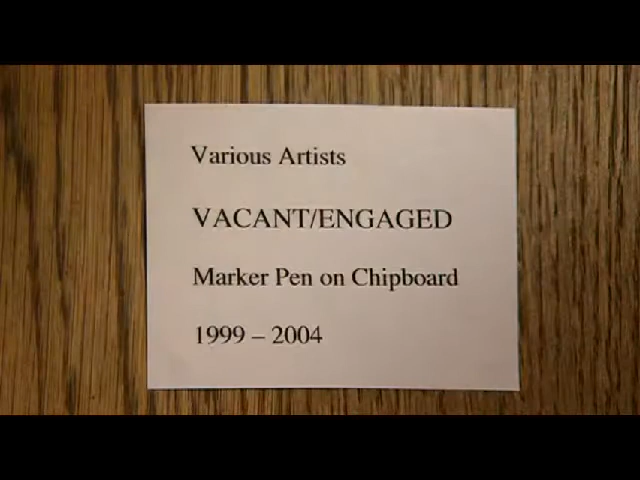 Various Artists
VACANT/ENGAGED
Marker Pen on Chipboard
1999 – 2004